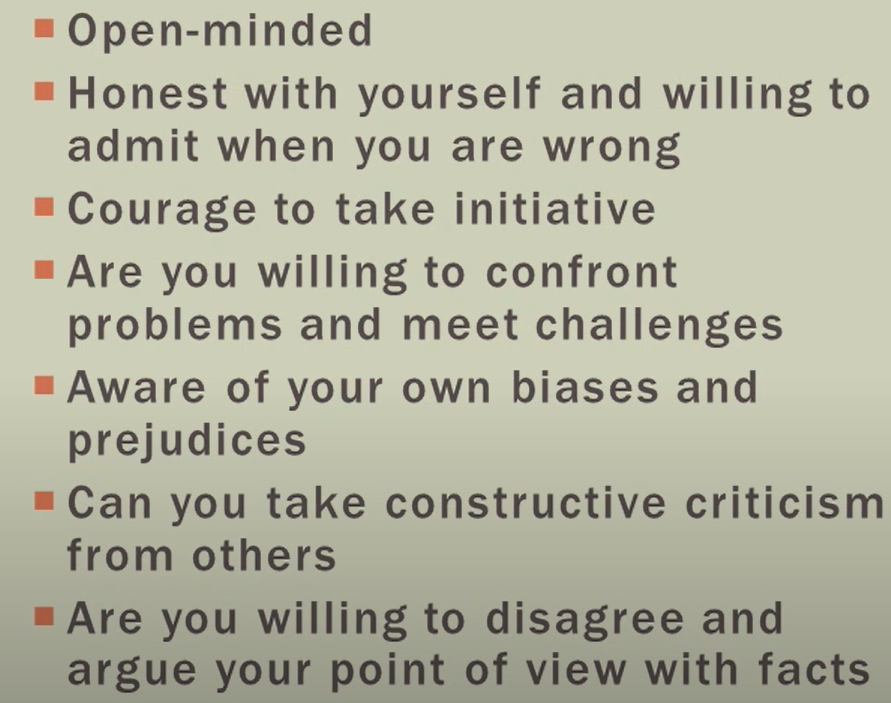 Open-minded
Honest with yourself and willing to
admit when you are wrong
Courage to take initiative
Are you willing to confront
problems and meet challenges
Aware of your own biases and
prejudices
Can you take constructive criticism
from others
Are you willing to disagree and
argue your point of view with facts